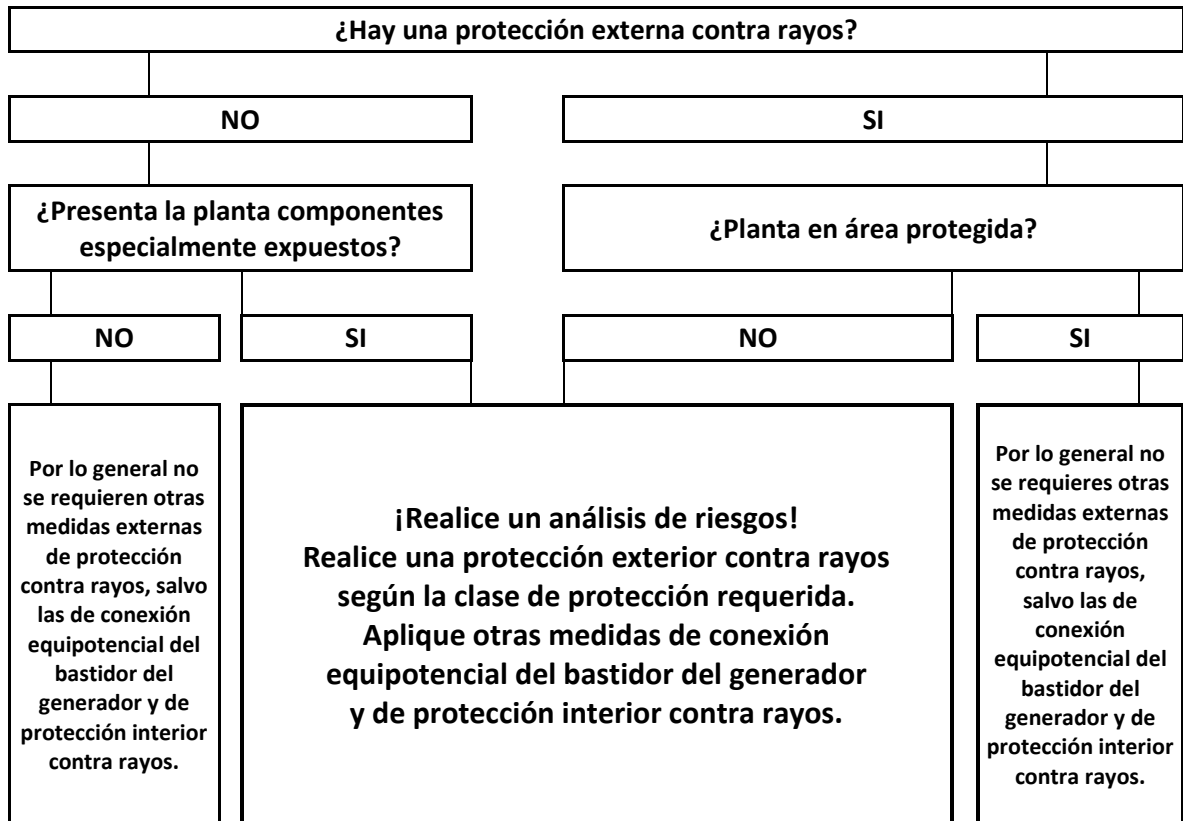 ¿Hay una protección externa contra rayos?
NO
SI
¿Presenta la planta componentes
especialmente expuestos?
¿Planta en área protegida?
NO
SI
NO
SI
Por lo general no
se requieren otras
medidas externas
de protección
contra rayos, salvo
las de conexión
equipotencial del
bastidor del
generador y de
protección interior
contra rayos.
¡Realice un análisis de riesgos!
Realice una protección exterior contra rayos
según la clase de protección requerida.
Aplique otras medidas de conexión
equipotencial del bastidor del generador
y de protección interior contra rayos.
Por lo general no
se requieres otras
medidas externas
de protección
contra rayos,
salvo las de
conexión
equipotencial del
bastidor del
generador y de
protección interior
contra rayos.